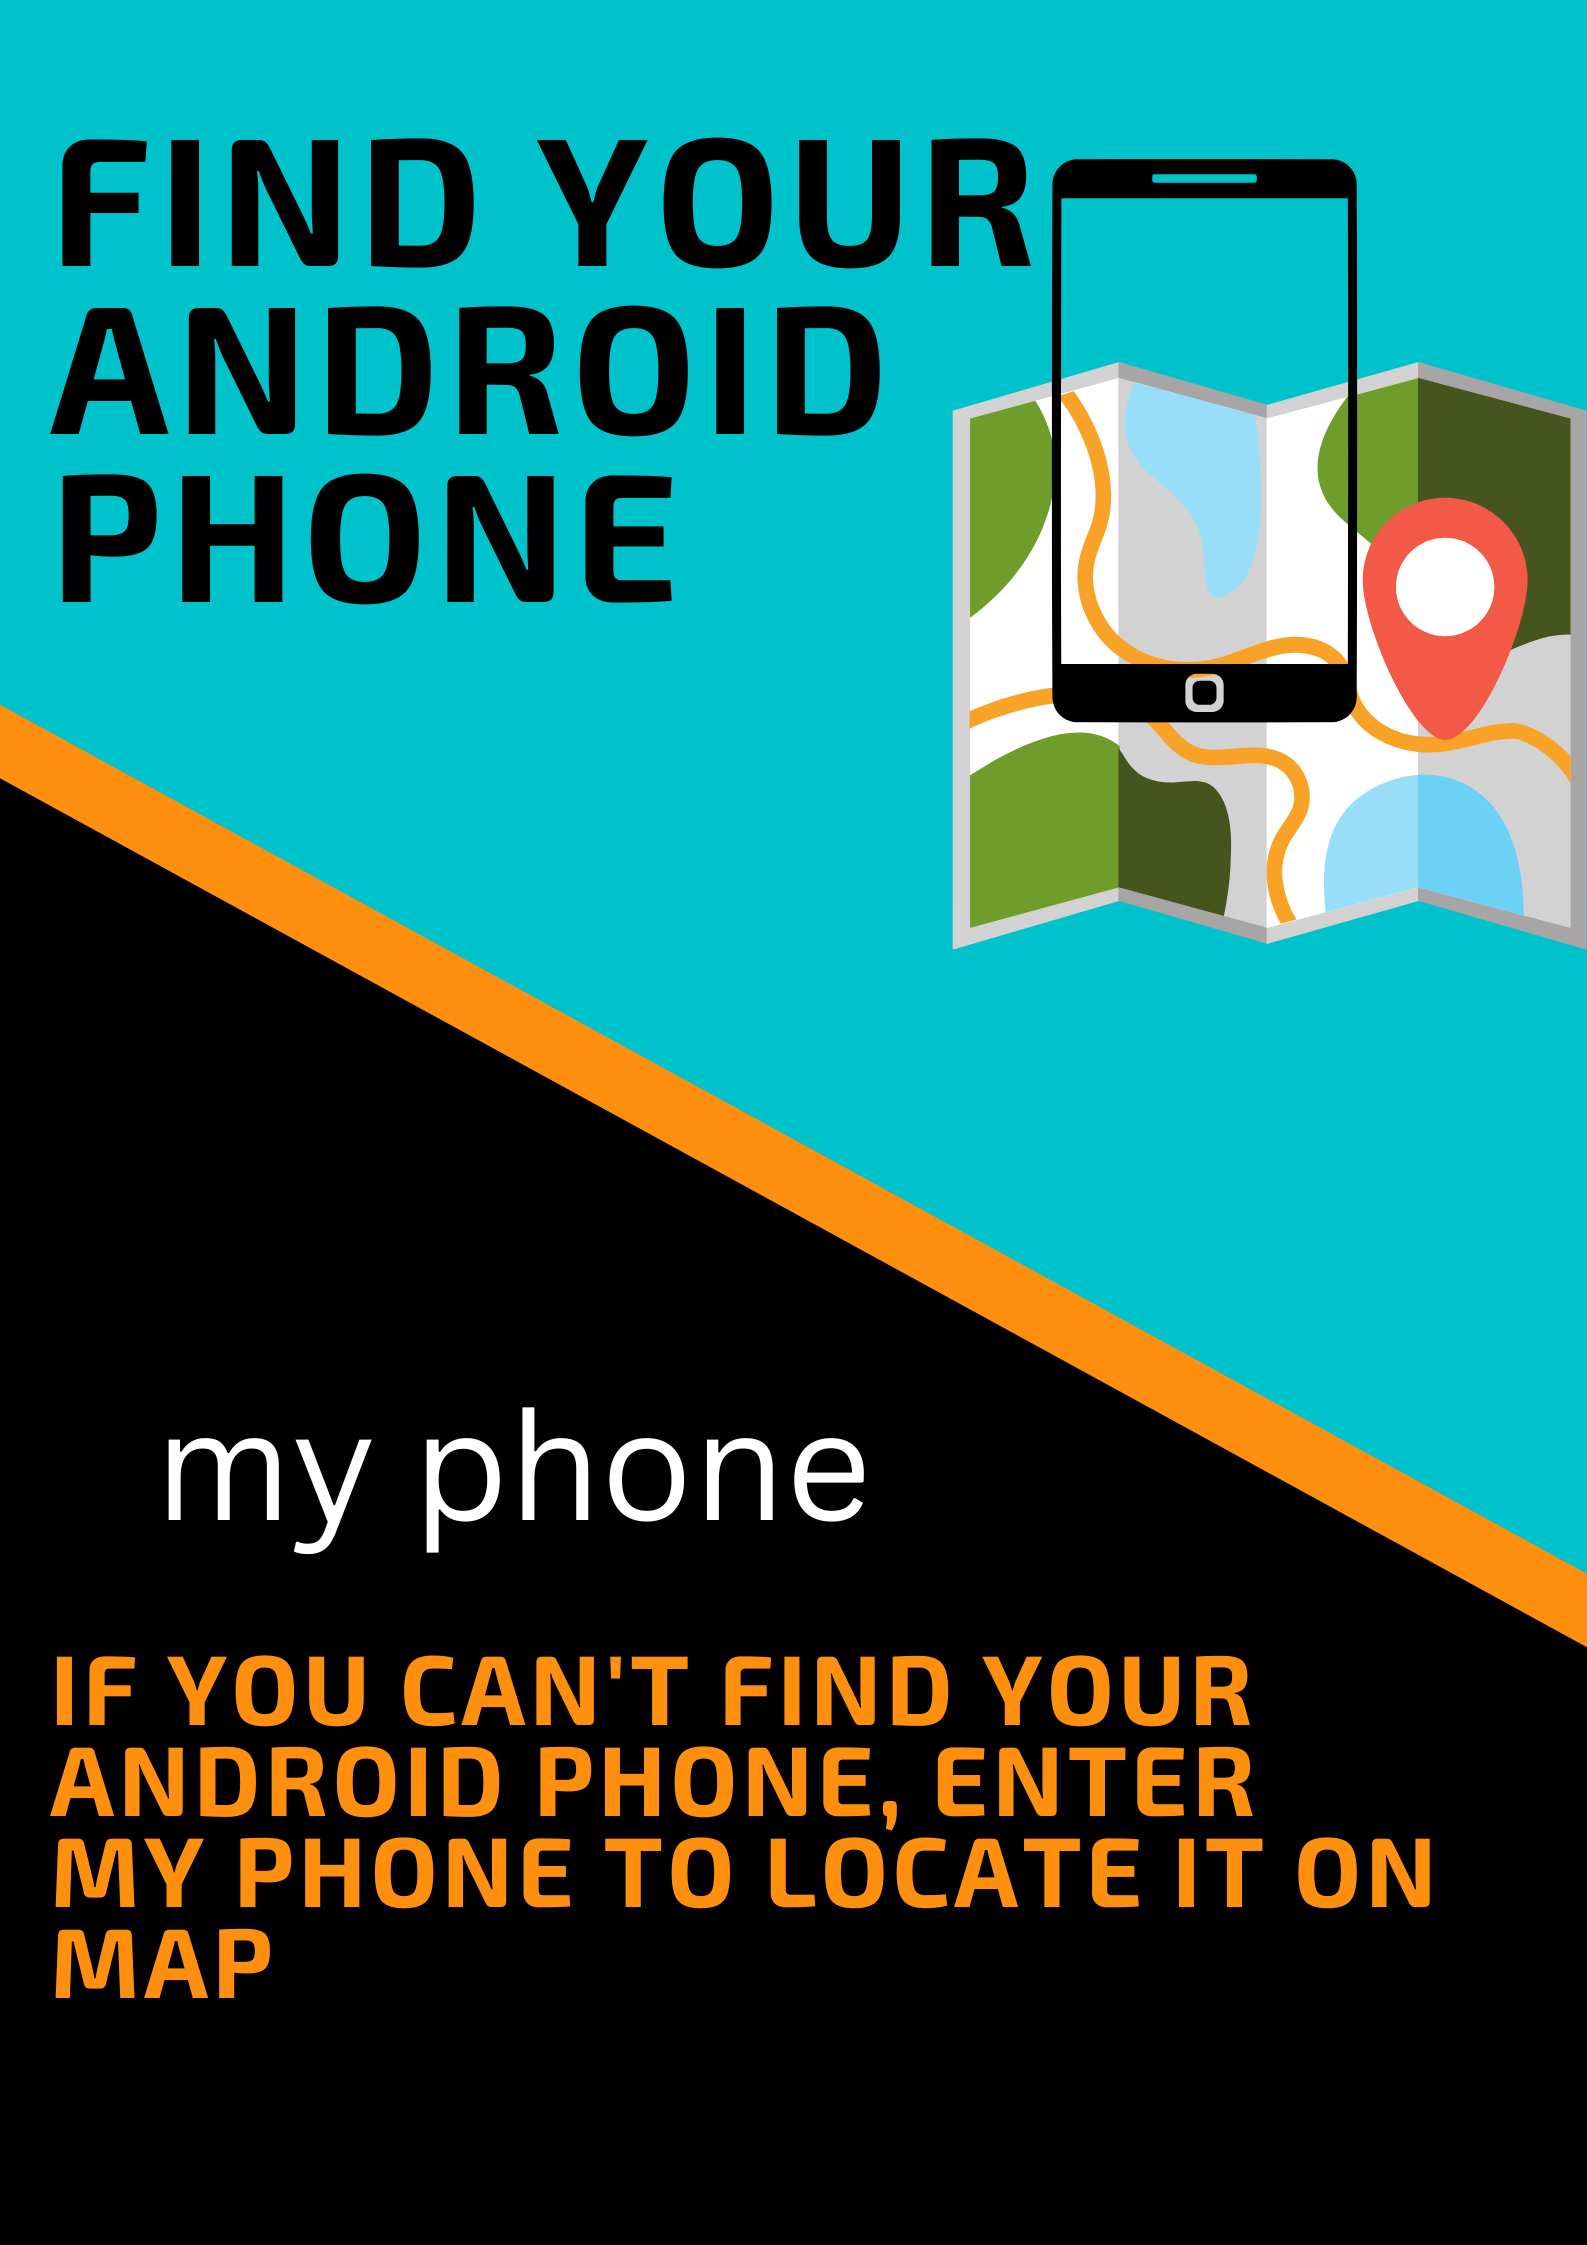 FIND YOUR
ANDROID
PHONE
my phone
IF YOU CAN'T FIND YOUR
ANDROID PHONE, ENTER
MY PHONE TO LOCATE IT ON
MAP